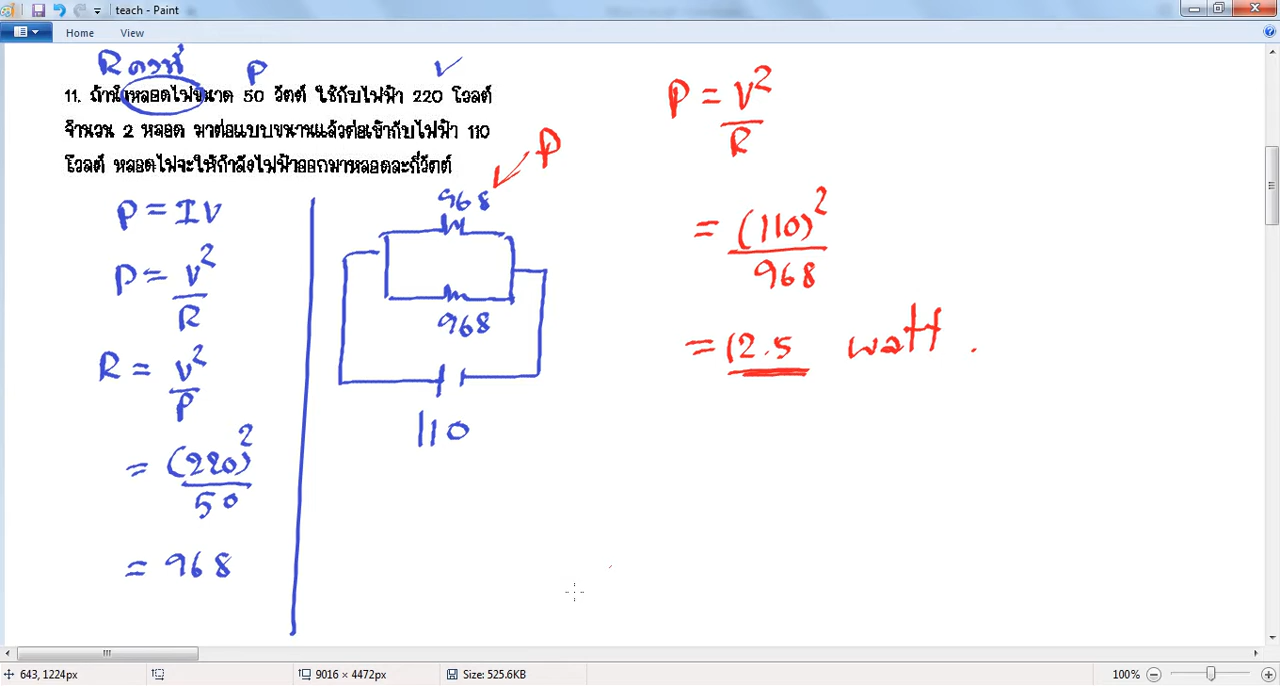 teach - Paint
Home View
R คงที่
P
V
11. ถ้านำหลอดไฟขนาด 50 วัตต์ ใช้กับไฟฟ้า 220 โวลต์
จำนวน 2 หลอด มาต่อแบบขนานแล้วต่อเข้ากับไฟฟ้า 110
โวลต์ หลอดไฟจะให้กำลังไฟฟ้าออกมาหลอดละกี่วัตต์
P = IV
P = V²
R
R = V²
P
= (220)²
50
= 968
P
968
968
110
P = V²
R
= (110)²
968
= 12.5 watt.
643, 1224px
9016 × 4472px
Size: 525.6KB
100%